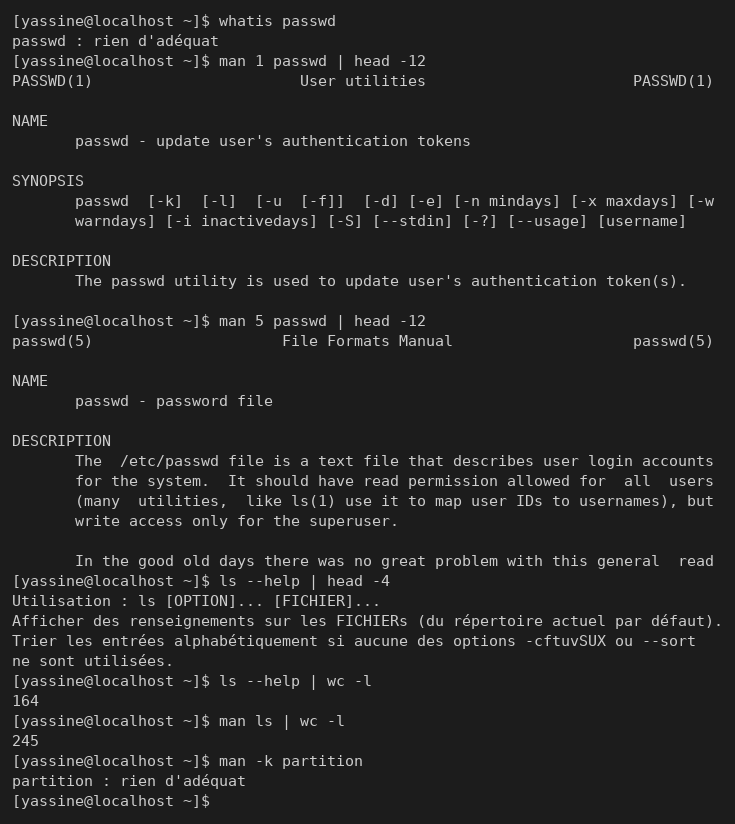 [yassine@localhost ~]$ whatis passwd
passwd : rien d'adéquat
[yassine@localhost ~]$ man 1 passwd | head -12
PASSWD(1)                       User utilities                       PASSWD(1)

NAME
       passwd - update user's authentication tokens

SYNOPSIS
       passwd  [-k]  [-l]  [-u  [-f]]  [-d] [-e] [-n mindays] [-x maxdays] [-w
       warndays] [-i inactivedays] [-S] [--stdin] [-?] [--usage] [username]

DESCRIPTION
       The passwd utility is used to update user's authentication token(s).

[yassine@localhost ~]$ man 5 passwd | head -12
passwd(5)                     File Formats Manual                    passwd(5)

NAME
       passwd - password file

DESCRIPTION
       The  /etc/passwd file is a text file that describes user login accounts
       for the system.  It should have read permission allowed for  all  users
       (many  utilities,  like ls(1) use it to map user IDs to usernames), but
       write access only for the superuser.

       In the good old days there was no great problem with this general  read
[yassine@localhost ~]$ ls --help | head -4
Utilisation : ls [OPTION]... [FICHIER]...
Afficher des renseignements sur les FICHIERs (du répertoire actuel par défaut).
Trier les entrées alphabétiquement si aucune des options -cftuvSUX ou --sort
ne sont utilisées.
[yassine@localhost ~]$ ls --help | wc -l
164
[yassine@localhost ~]$ man ls | wc -l
245
[yassine@localhost ~]$ man -k partition
partition : rien d'adéquat
[yassine@localhost ~]$